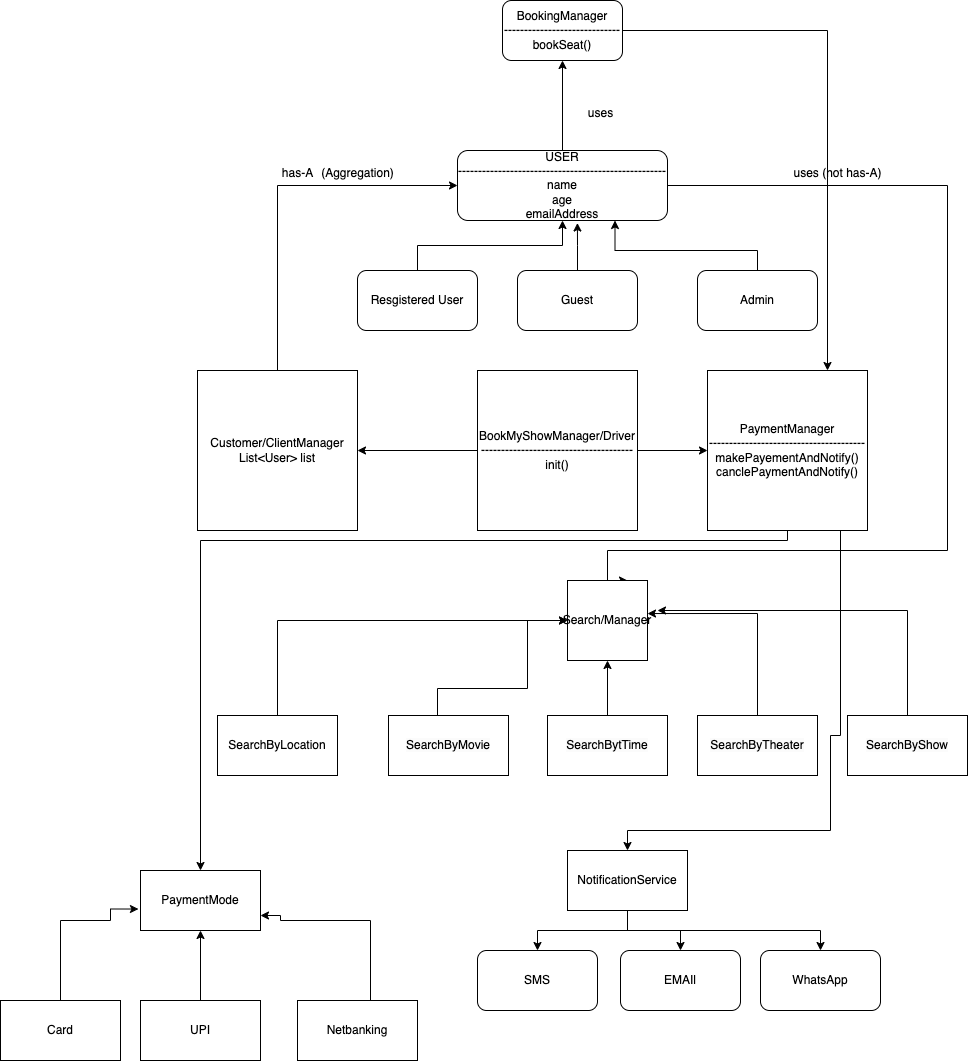 BookingManager
bookSeat()
uses
USER
has-A (Aggregation)
uses (not has-A)
name
age
emailAddress
Resgistered User
Guest
Admin
Customer/ClientManager
List<User> list
BookMyShowManager/Driver
init()
PaymentManager
makePayementAndNotify()
canclePaymentAndNotify()
Search/Manager
SearchByLocation
SearchByMovie
SearchBytTime
SearchByTheater
SearchByShow
PaymentMode
NotificationService
SMS
EMAIl
WhatsApp
Card
UPI
Netbanking